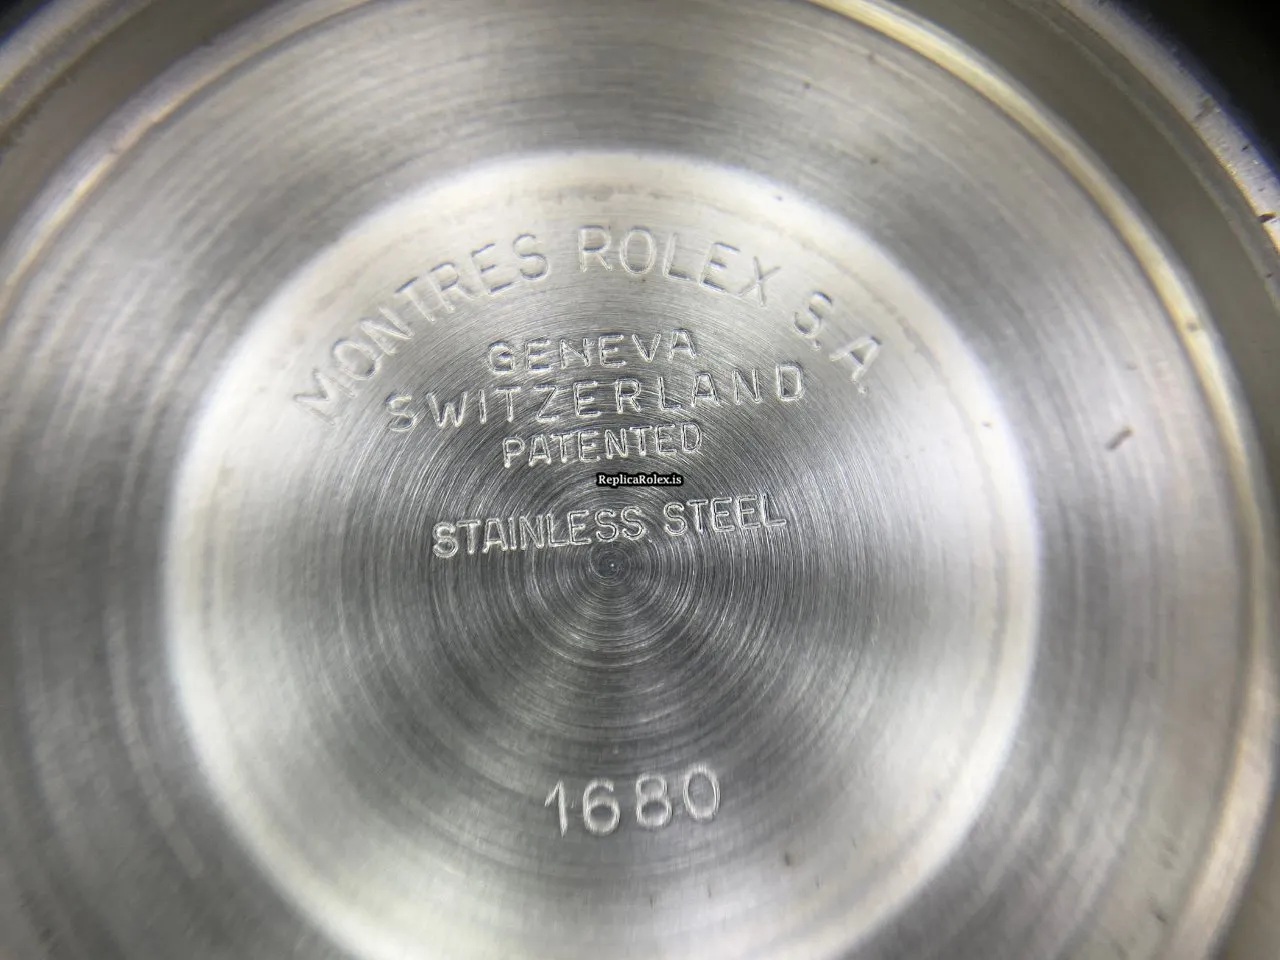 MONTRES ROLEX S.A.
GENEVA
SWITZERLAND
PATENTED
ReplicaRolex.is
STAINLESS STEEL
1680